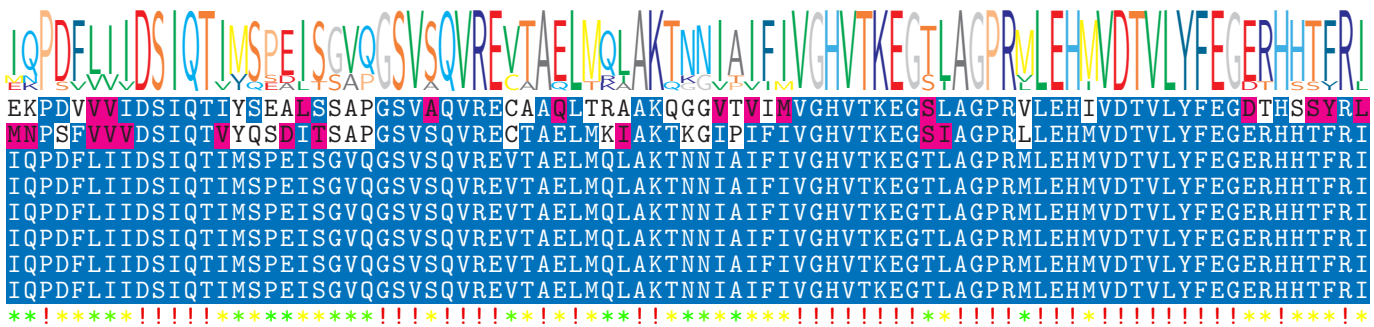 IQPDFLIIDSIQTIMSPEISGVQGSVSQVREVTAELMQLAKTNNIAIFIVGHVTKEGTLAGPRMLEHMVDTVLYFEGERHHTFRI
EKPDVVVIDSIQTIYSEALSSAPGSVAQVRECAAQLTRAAKQGGVTVIMVGHVTKEGSLAGPRVLEHIVDTVLYFEGDTHSSYRL
MNPSFVVVDSIQTVYQSDITSAPGSVSQVRECTAELMKIAKTKGIPIFIVGHVTKEGSIAGPRLLEHMVDTVLYFEGERHHTFRI
IQPDFLIIDSIQTIMSPEISGVQGSVSQVREVTAELMQLAKTNNIAIFIVGHVTKEGTLAGPRMLEHMVDTVLYFEGERHHTFRI
IQPDFLIIDSIQTIMSPEISGVQGSVSQVREVTAELMQLAKTNNIAIFIVGHVTKEGTLAGPRMLEHMVDTVLYFEGERHHTFRI
IQPDFLIIDSIQTIMSPEISGVQGSVSQVREVTAELMQLAKTNNIAIFIVGHVTKEGTLAGPRMLEHMVDTVLYFEGERHHTFRI
IQPDFLIIDSIQTIMSPEISGVQGSVSQVREVTAELMQLAKTNNIAIFIVGHVTKEGTLAGPRMLEHMVDTVLYFEGERHHTFRI
IQPDFLIIDSIQTIMSPEISGVQGSVSQVREVTAELMQLAKTNNIAIFIVGHVTKEGTLAGPRMLEHMVDTVLYFEGERHHTFRI
IQPDFLIIDSIQTIMSPEISGVQGSVSQVREVTAELMQLAKTNNIAIFIVGHVTKEGTLAGPRMLEHMVDTVLYFEGERHHTFRI
**!*****!!!!!**********!!!*!!!!**!*!***!!********!!!!!!!!**!!!!*!!!*!!!!!!!!!**!***!*